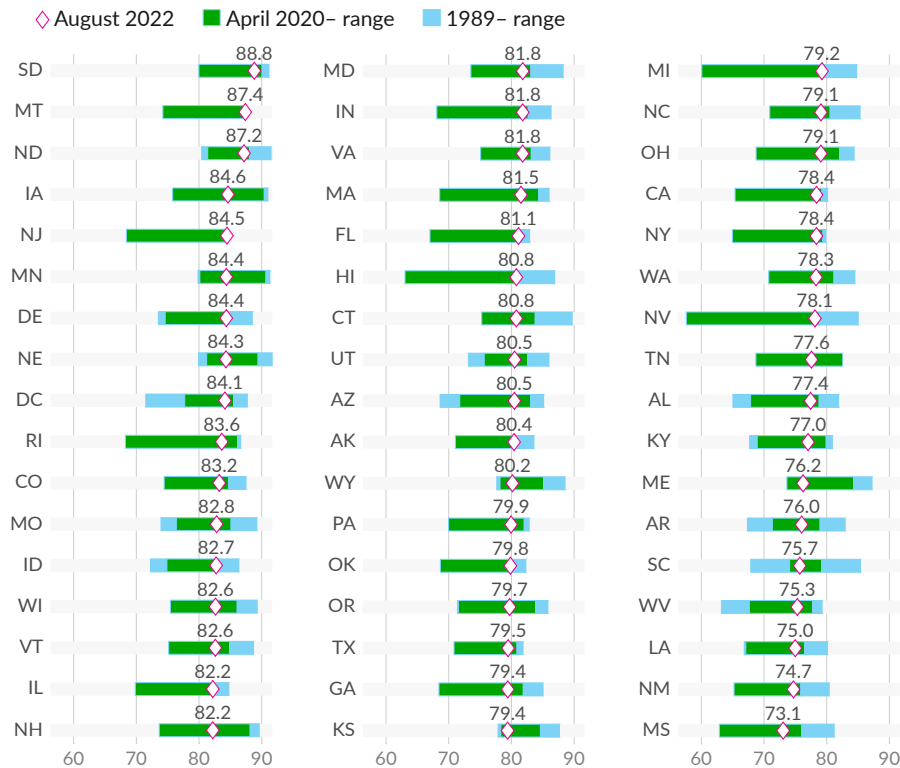 August 2022 April 2020– range 1989– range
88.8 81.8 79.2
SD MD MI
87.4 81.8 79.1
MT IN NC
87.2 81.8 79.1
ND VA OH
84.6 81.5 78.4
IA MA CA
84.5 81.1 78.4
NJ FL NY
84.4 80.8 78.3
MN HI WA
84.4 80.8 78.1
DE CT NV
84.3 80.5 77.6
NE UT TN
84.1 80.5 77.4
DC AZ AL
83.6 80.4 77.0
RI AK KY
83.2 80.2 76.2
CO WY ME
82.8 79.9 76.0
MO PA AR
82.7 79.8 75.7
ID OK SC
82.6 79.7 75.3
WI OR WV
82.6 79.5 75.0
VT TX LA
82.2 79.4 74.7
IL GA NM
82.2 79.4 73.1
NH KS MS
60 70 80 90 60 70 80 90 60 70 80 90